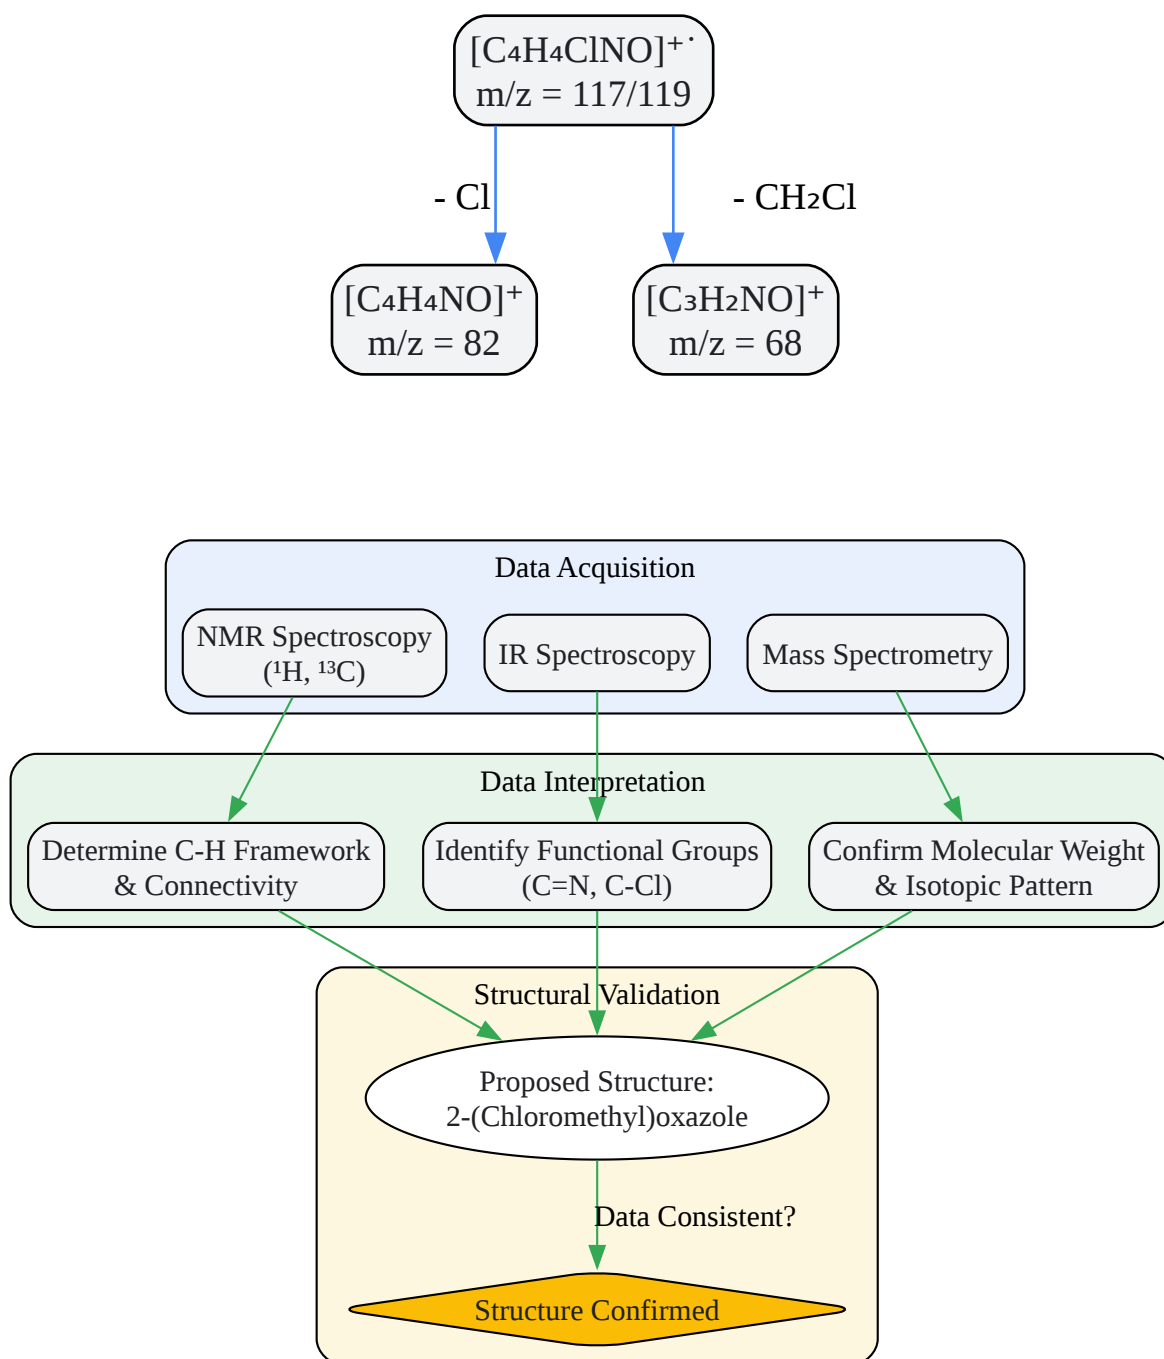 [C₄H₄ClNO]⁺˙
m/z = 117/119
- Cl
- CH₂Cl
[C₄H₄NO]⁺
m/z = 82
[C₃H₂NO]⁺
m/z = 68
Data Acquisition
NMR Spectroscopy
(¹H, ¹³C)
IR Spectroscopy
Mass Spectrometry
Data Interpretation
Determine C-H Framework
& Connectivity
Identify Functional Groups
(C=N, C-Cl)
Confirm Molecular Weight
& Isotopic Pattern
Structural Validation
Proposed Structure:
2-(Chloromethyl)oxazole
Data Consistent?
Structure Confirmed